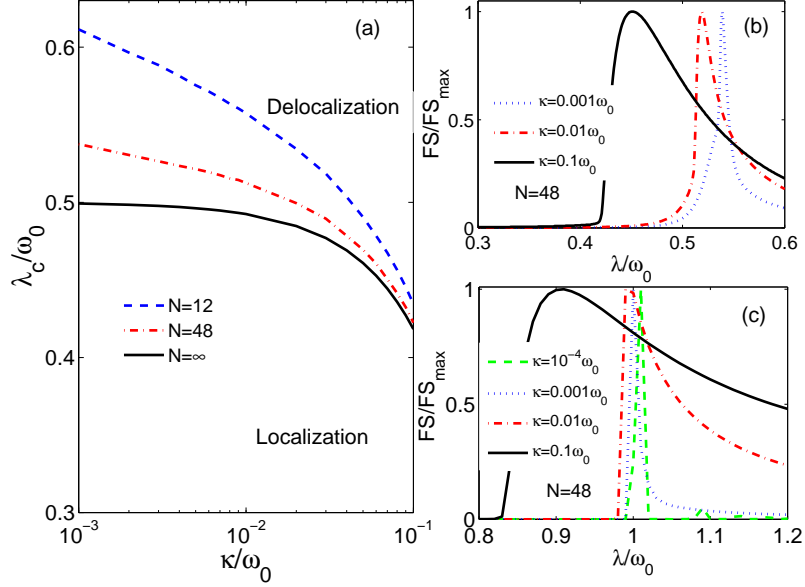 (a)
0.6
0.5
0.4
0.3
λc/ω0
Delocalization
N=12
N=48
N=∞
Localization
10−3
10−2
10−1
κ/ω0
(b)
1
0.5
0
FS/FSmax
κ=0.001ω0
κ=0.01ω0
κ=0.1ω0
N=48
0.3
0.4
0.5
0.6
λ/ω0
(c)
1
0.5
0
FS/FSmax
κ=10−4ω0
κ=0.001ω0
κ=0.01ω0
κ=0.1ω0
N=48
0.8
0.9
1
1.1
1.2
λ/ω0